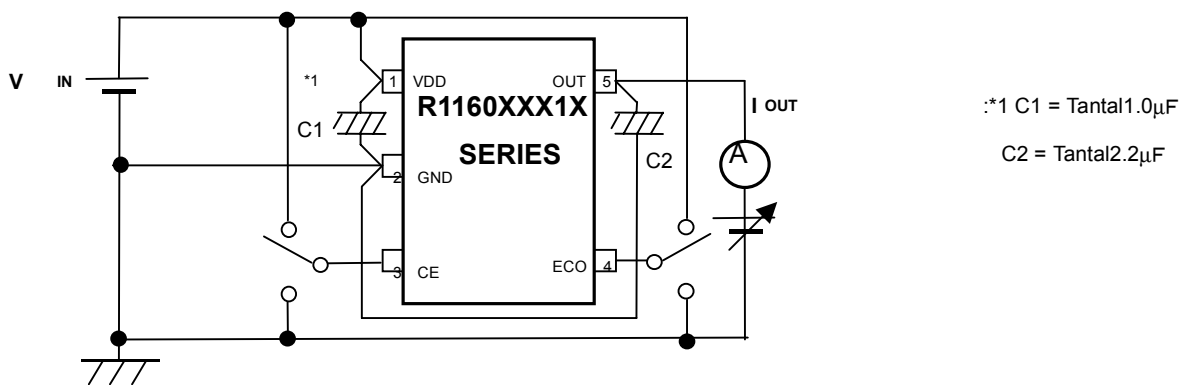 V IN
*1
C1
1 VDD
OUT 5
R1160XXX1X
SERIES
2 GND
C2
3 CE
ECO 4
I OUT
A
:*1 C1 = Tantal1.0μF
C2 = Tantal2.2μF